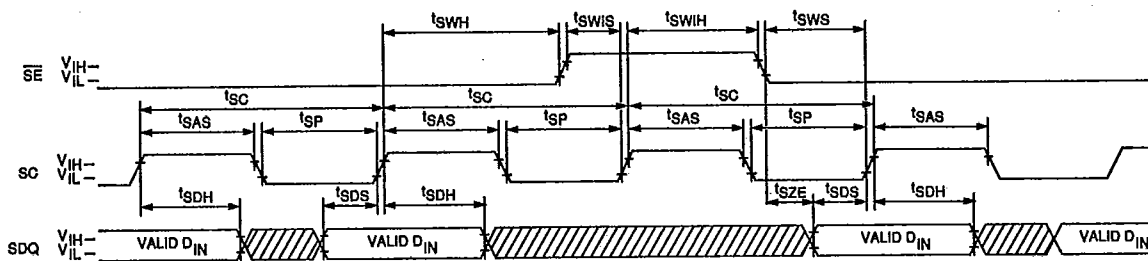 tSWH tSWIS tSWIH tSWS
SE VIH VIL
tSC tSC tSC
tSAS tSP tSAS tSP tSAS tSP tSAS
SC VIH VIL
tSDH tSDS tSDH tSZE tSDS tSDH
SDQ VIH VIL VALID DIN VALID DIN VALID DIN VALID DIN